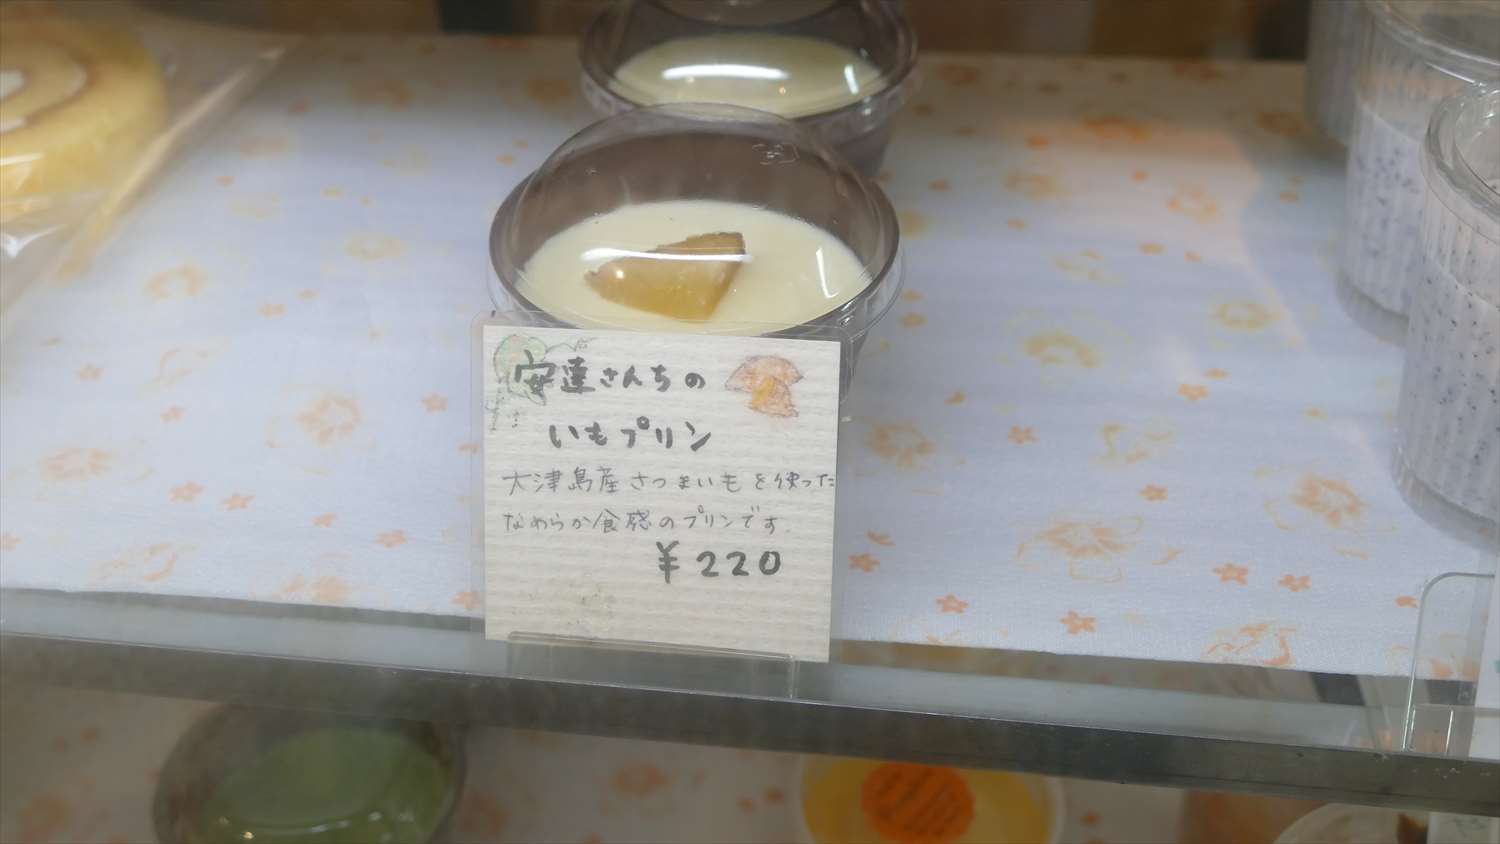 安達さんちの
いもプリン
大津島産さつまいもを使った
なめらか食感のプリンです.
¥220